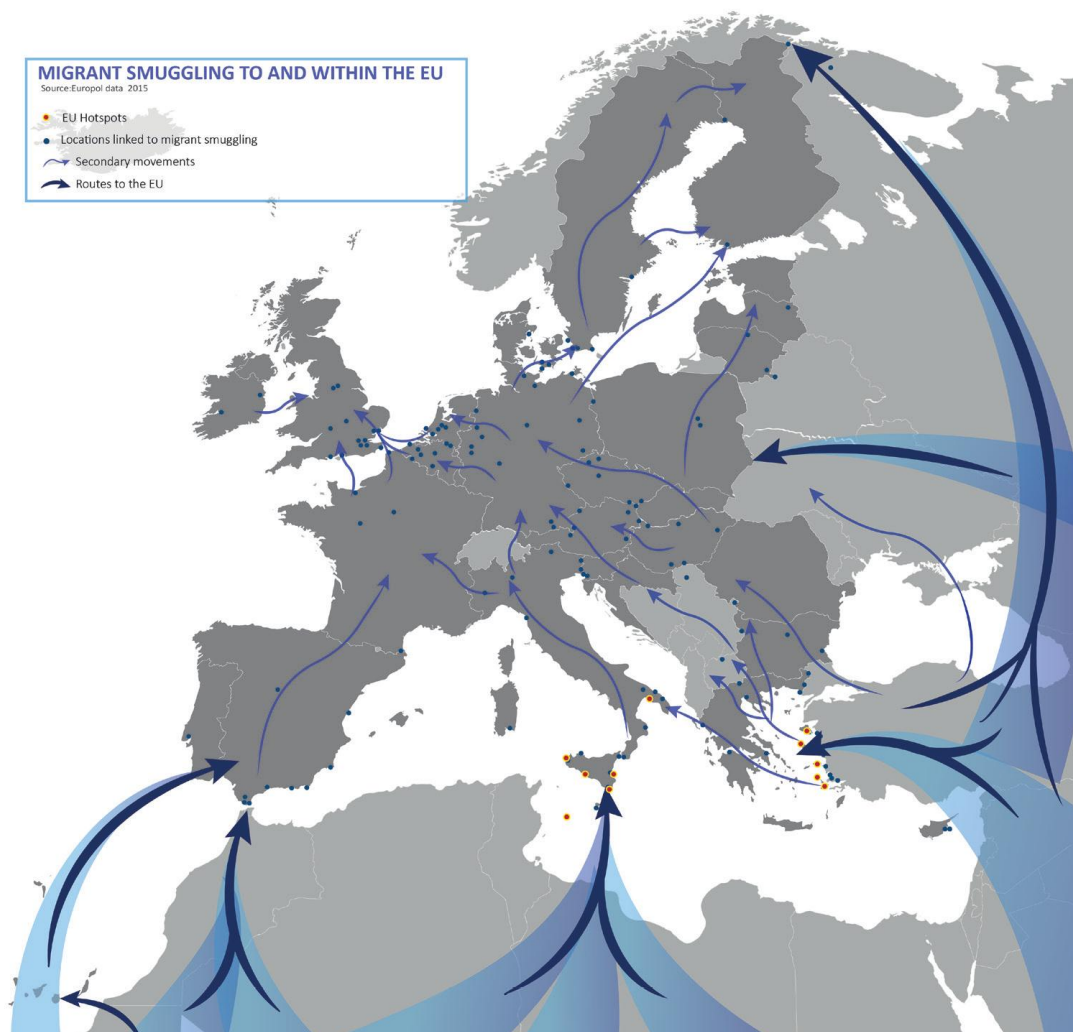 MIGRANT SMUGGLING TO AND WITHIN THE EU
Source:Europol data 2015
EU Hotspots
Locations linked to migrant smuggling
Secondary movements
Routes to the EU